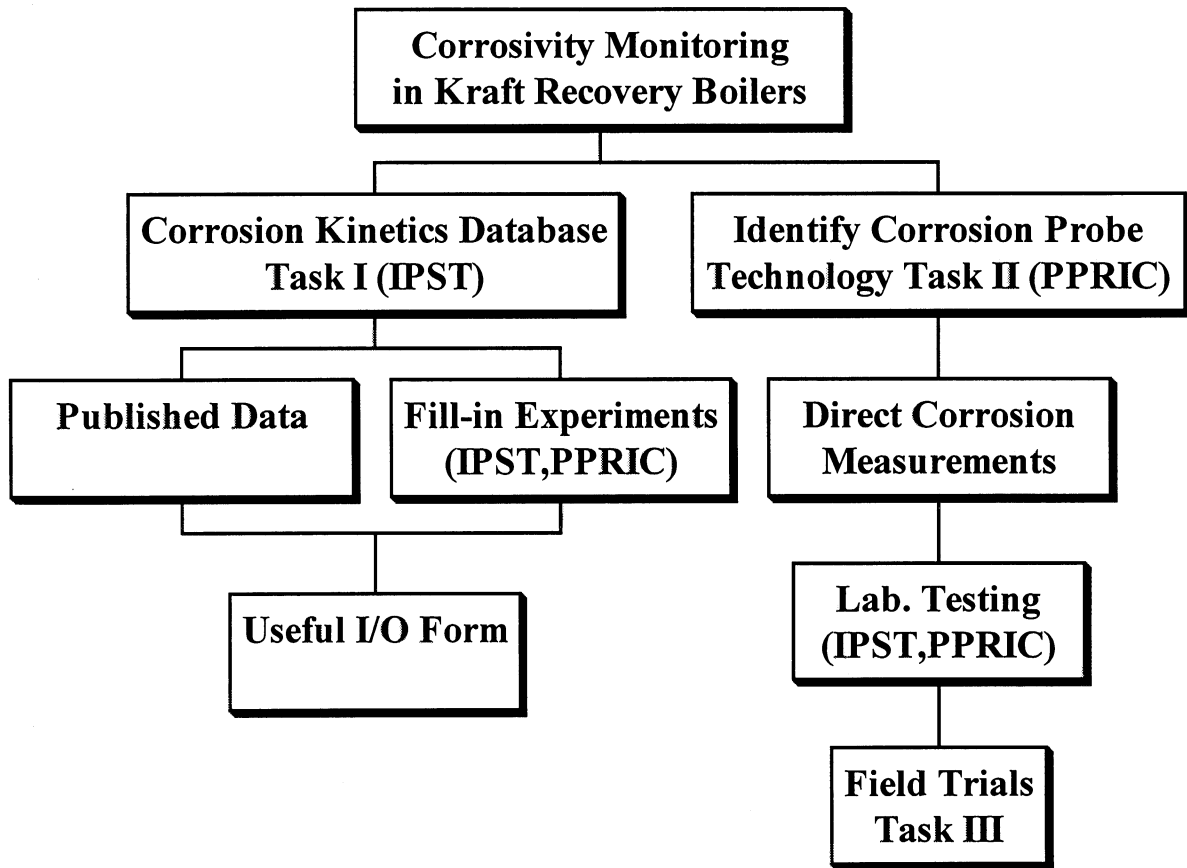 Corrosivity Monitoring
in Kraft Recovery Boilers
Corrosion Kinetics Database
Task I (IPST)
Identify Corrosion Probe
Technology Task II (PPRIC)
Published Data
Fill-in Experiments
(IPST,PPRIC)
Direct Corrosion
Measurements
Useful I/O Form
Lab. Testing
(IPST,PPRIC)
Field Trials
Task III